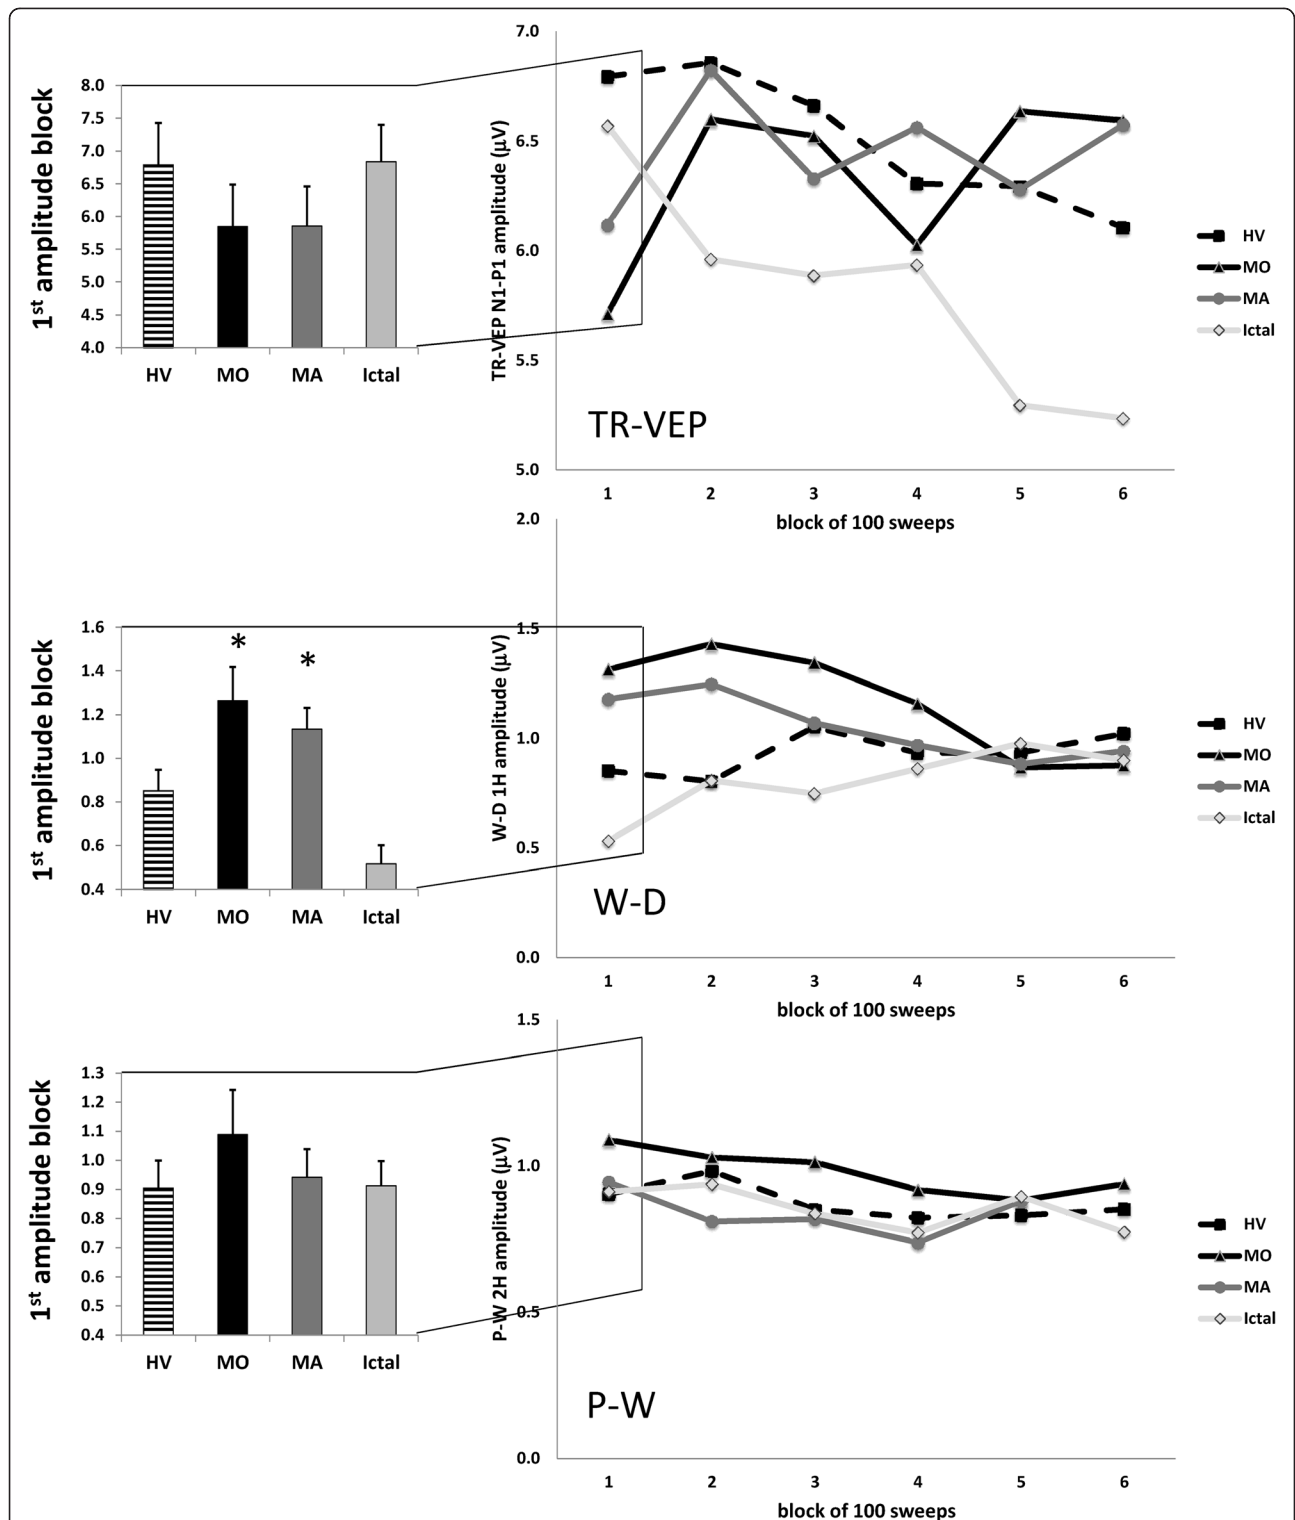 1st amplitude block
8.0
7.5
7.0
6.5
6.0
5.5
5.0
4.5
4.0
HV MO MA Ictal
TR-VEP N1-P1 amplitude (μV)
7.0
6.5
6.0
5.5
5.0
TR-VEP
1 2 3 4 5 6
block of 100 sweeps
HV
MO
MA
Ictal
1st amplitude block
1.6
1.4
1.2
1.0
0.8
0.6
0.4
* *
HV MO MA Ictal
W-D 1H amplitude (μV)
2.0
1.5
1.0
0.5
0.0
W-D
1 2 3 4 5 6
block of 100 sweeps
HV
MO
MA
Ictal
1st amplitude block
1.3
1.2
1.1
1.0
0.9
0.8
0.7
0.6
0.5
0.4
HV MO MA Ictal
P-W 2H amplitude (μV)
1.5
1.0
0.5
0.0
P-W
1 2 3 4 5 6
block of 100 sweeps
HV
MO
MA
Ictal